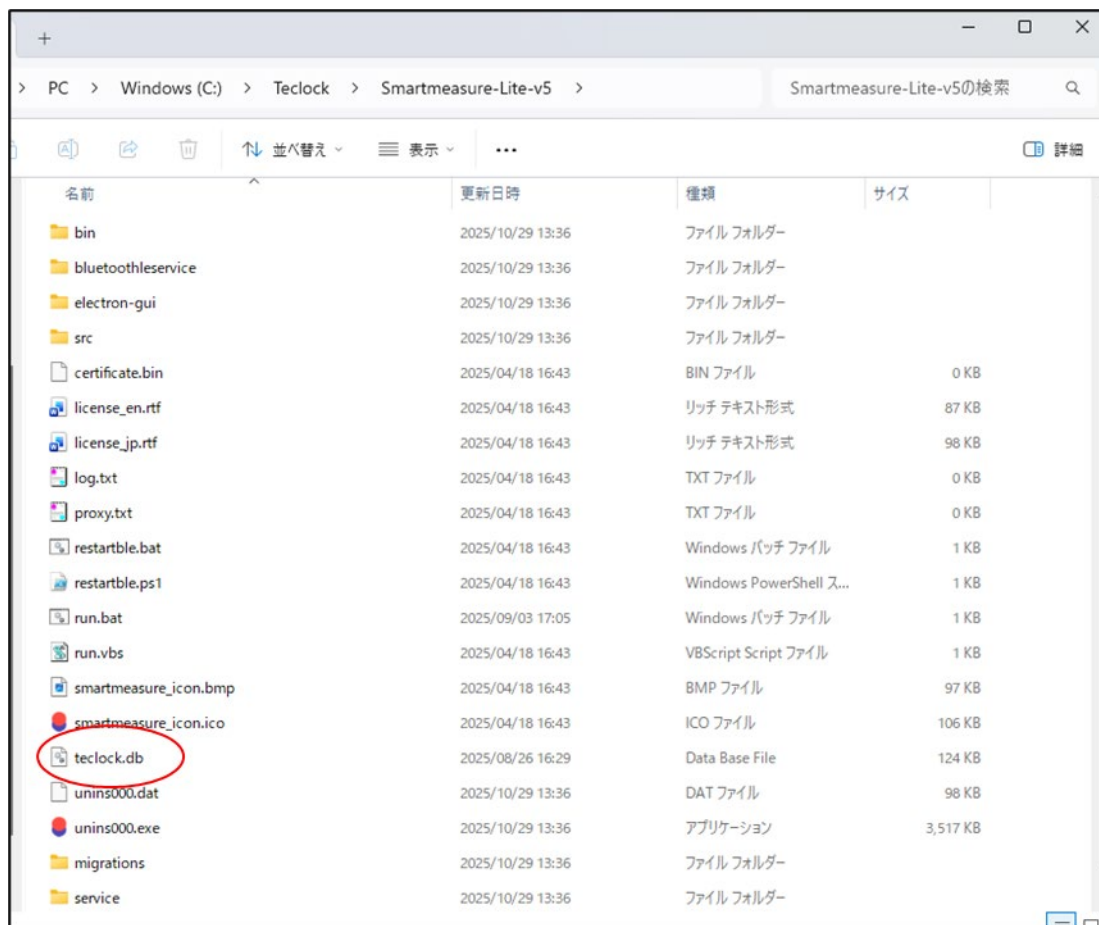 +
> PC > Windows (C:) > Teclock > Smartmeasure-Lite-v5 > Smartmeasure-Lite-v5の検索
並べ替え 表示 ... 詳細
名前 更新日時 種類 サイズ
bin 2025/10/29 13:36 ファイル フォルダー
bluetoothleservice 2025/10/29 13:36 ファイル フォルダー
electron-gui 2025/10/29 13:36 ファイル フォルダー
src 2025/10/29 13:36 ファイル フォルダー
certificate.bin 2025/04/18 16:43 BIN ファイル 0 KB
license_en.rtf 2025/04/18 16:43 リッチ テキスト形式 87 KB
license_jp.rtf 2025/04/18 16:43 リッチ テキスト形式 98 KB
log.txt 2025/04/18 16:43 TXT ファイル 0 KB
proxy.txt 2025/04/18 16:43 TXT ファイル 0 KB
restartble.bat 2025/04/18 16:43 Windows バッチ ファイル 1 KB
restartble.ps1 2025/04/18 16:43 Windows PowerShell ス... 1 KB
run.bat 2025/09/03 17:05 Windows バッチ ファイル 1 KB
run.vbs 2025/04/18 16:43 VBScript Script ファイル 1 KB
smartmeasure_icon.bmp 2025/04/18 16:43 BMP ファイル 97 KB
smartmeasure_icon.ico 2025/04/18 16:43 ICO ファイル 106 KB
teclock.db 2025/08/26 16:29 Data Base File 124 KB
unins000.dat 2025/10/29 13:36 DAT ファイル 98 KB
unins000.exe 2025/10/29 13:36 アプリケーション 3,517 KB
migrations 2025/10/29 13:36 ファイル フォルダー
service 2025/10/29 13:36 ファイル フォルダー